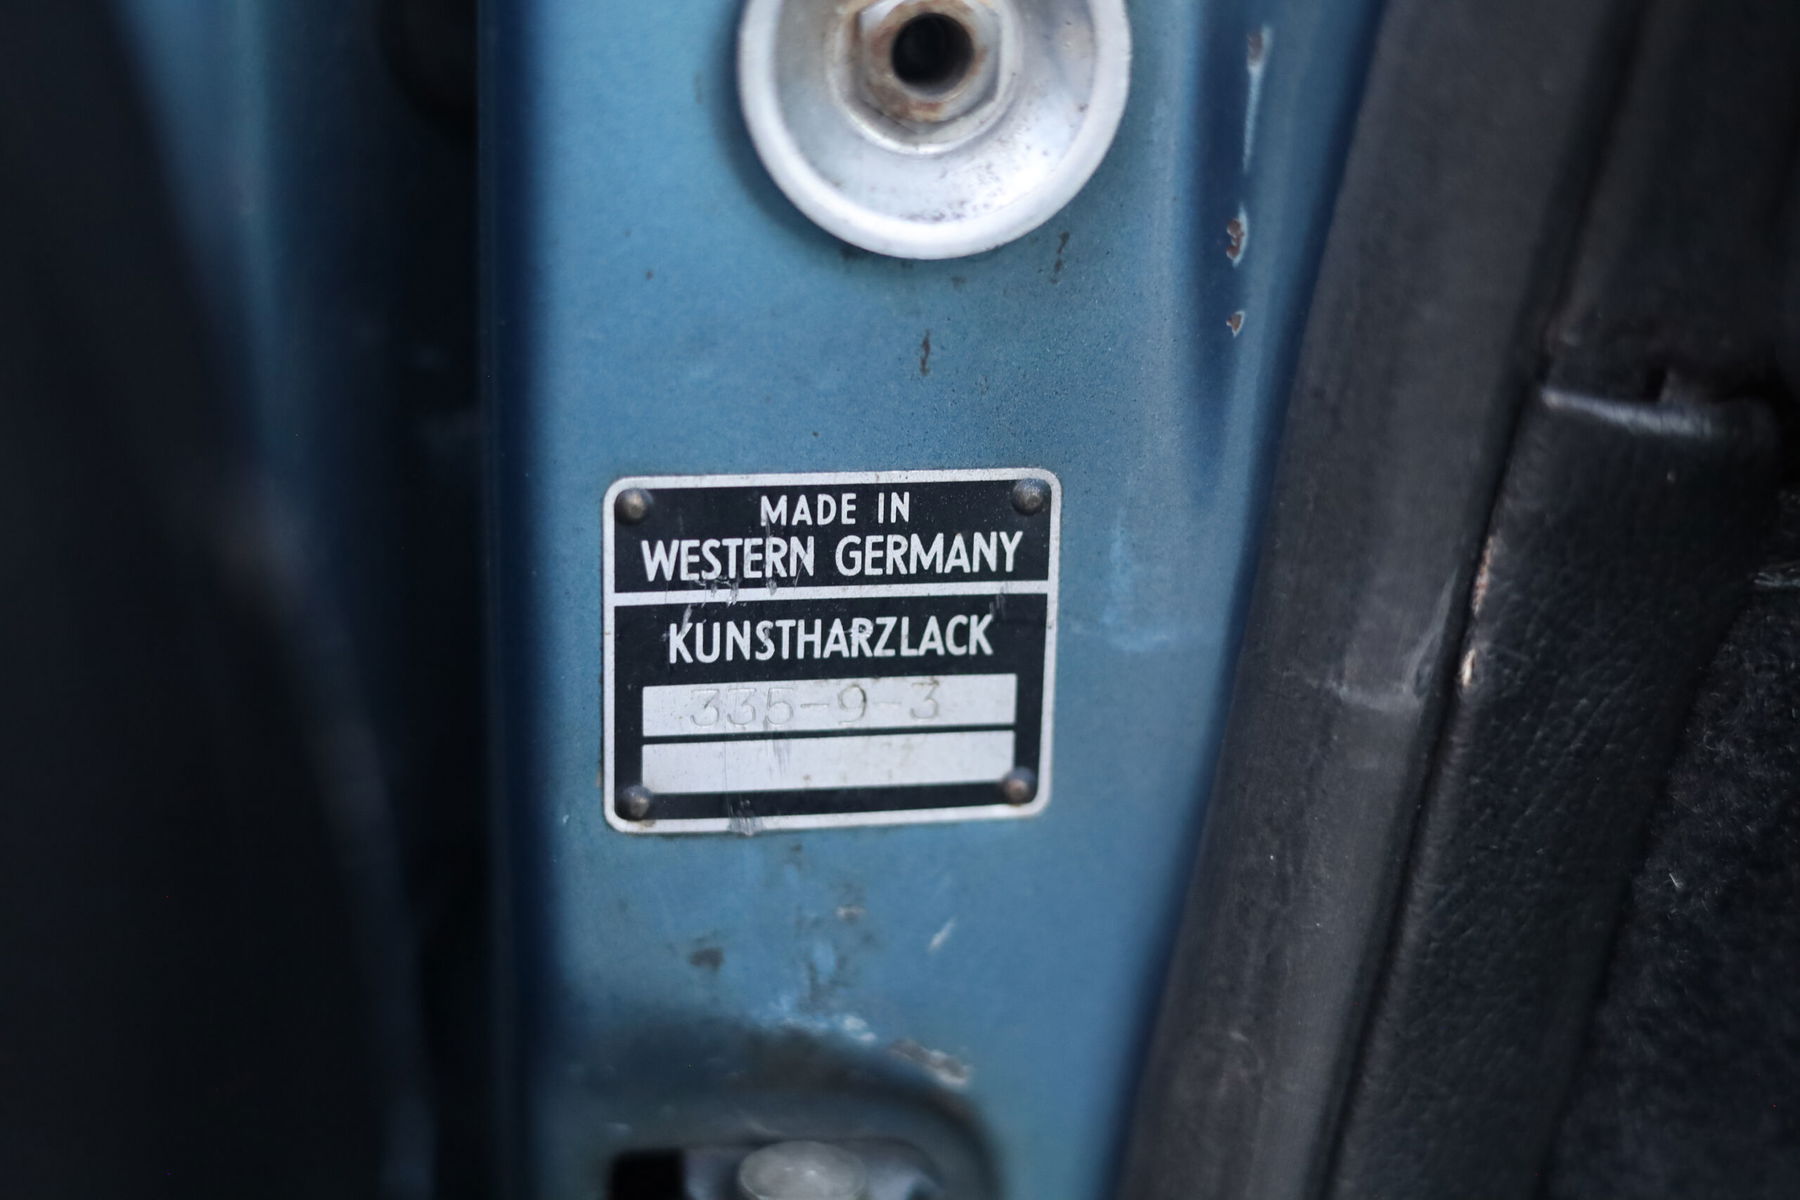 MADE IN
WESTERN GERMANY
KUNSTHARZLACK
335-9-3